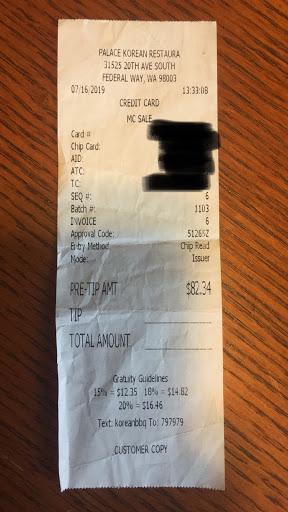 PALACE KOREAN RESTAURA
31525 20TH AVE SOUTH
FEDERAL WAY, WA 98003
07/16/2019 13:33:08
CREDIT CARD
MC SALE
Card #:
Chip Card:
AID:
ATC:
TC:
SEQ #: 6
Batch #: 1103
INVOICE 6
Approval Code: 51265Z
Entry Method: Chip Read
Mode: Issuer
PRE-TIP AMT $82.34
TIP
TOTAL AMOUNT
Gratuity Guidelines
15% = $12.35 18% = $14.82
20% = $16.46
Text: koreanbbq To: 797979
CUSTOMER COPY